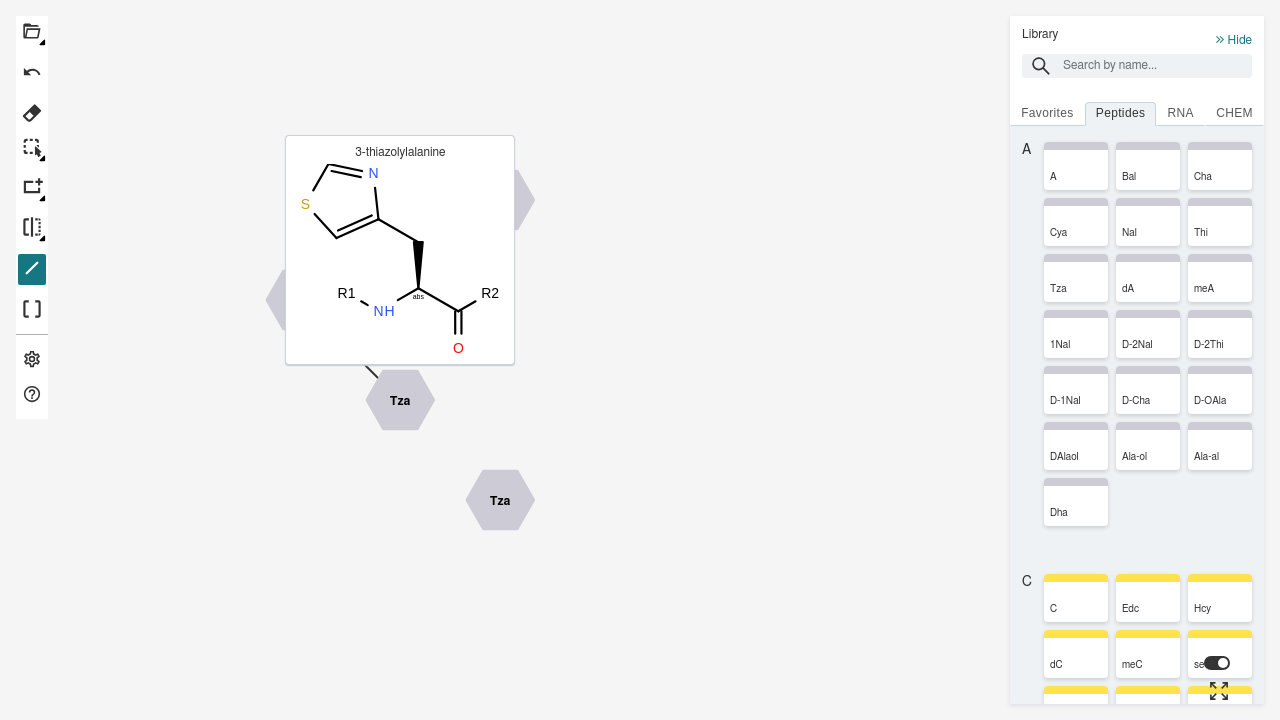 Library
Hide
Search by name...
Favorites
Peptides
RNA
CHEM
3-thiazolylalanine
N
S
R1
NH
abs
R2
O
Tza
Tza
A
A
Bal
Cha
Cya
Nal
Thi
Tza
dA
meA
1Nal
D-2Nal
D-2Thi
D-1Nal
D-Cha
D-OAla
DAlaol
Ala-ol
Ala-al
Dha
C
C
Edc
Hcy
dC
meC